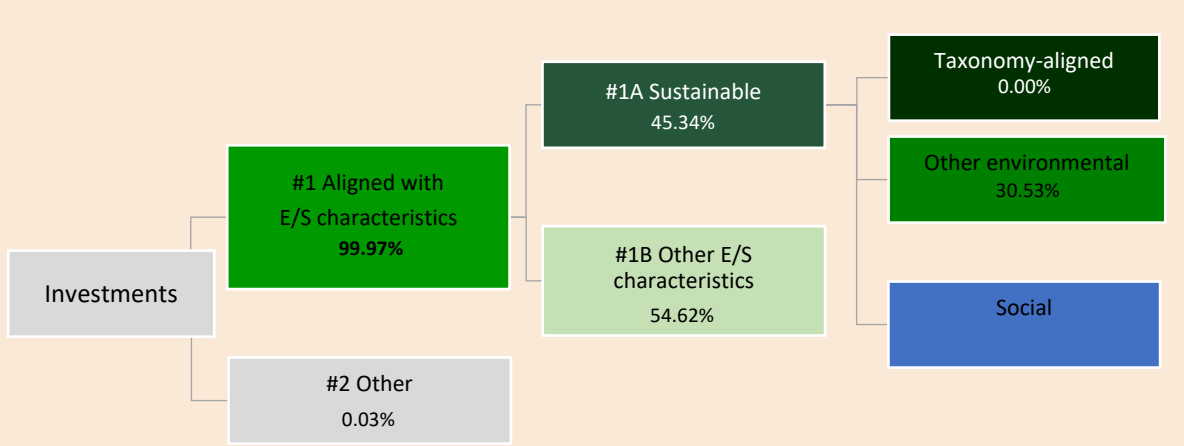 Investments
#1 Aligned with
E/S characteristics
99.97%
#2 Other
0.03%
#1A Sustainable
45.34%
#1B Other E/S
characteristics
54.62%
Taxonomy-aligned
0.00%
Other environmental
30.53%
Social